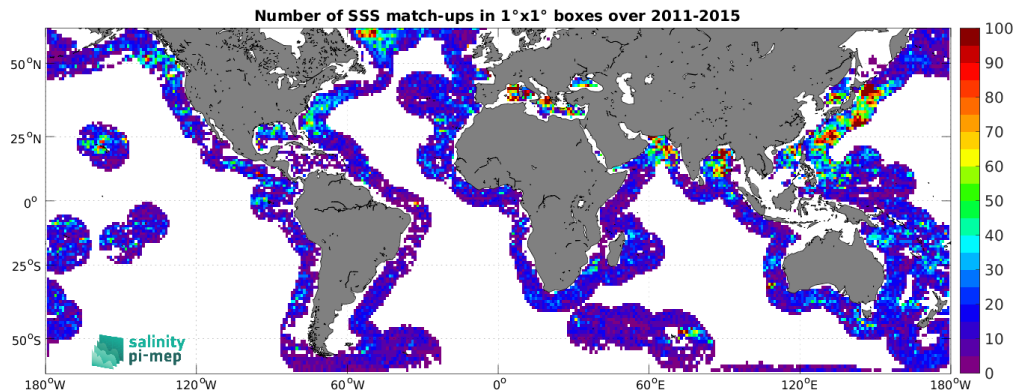 Number of SSS match-ups in 1°x1° boxes over 2011-2015
100
90
80
70
60
50
40
30
20
10
0
50°N
25°N
0°
25°S
50°S
salinity
pi-mep
180°W 120°W 60°W 0° 60°E 120°E 180°W